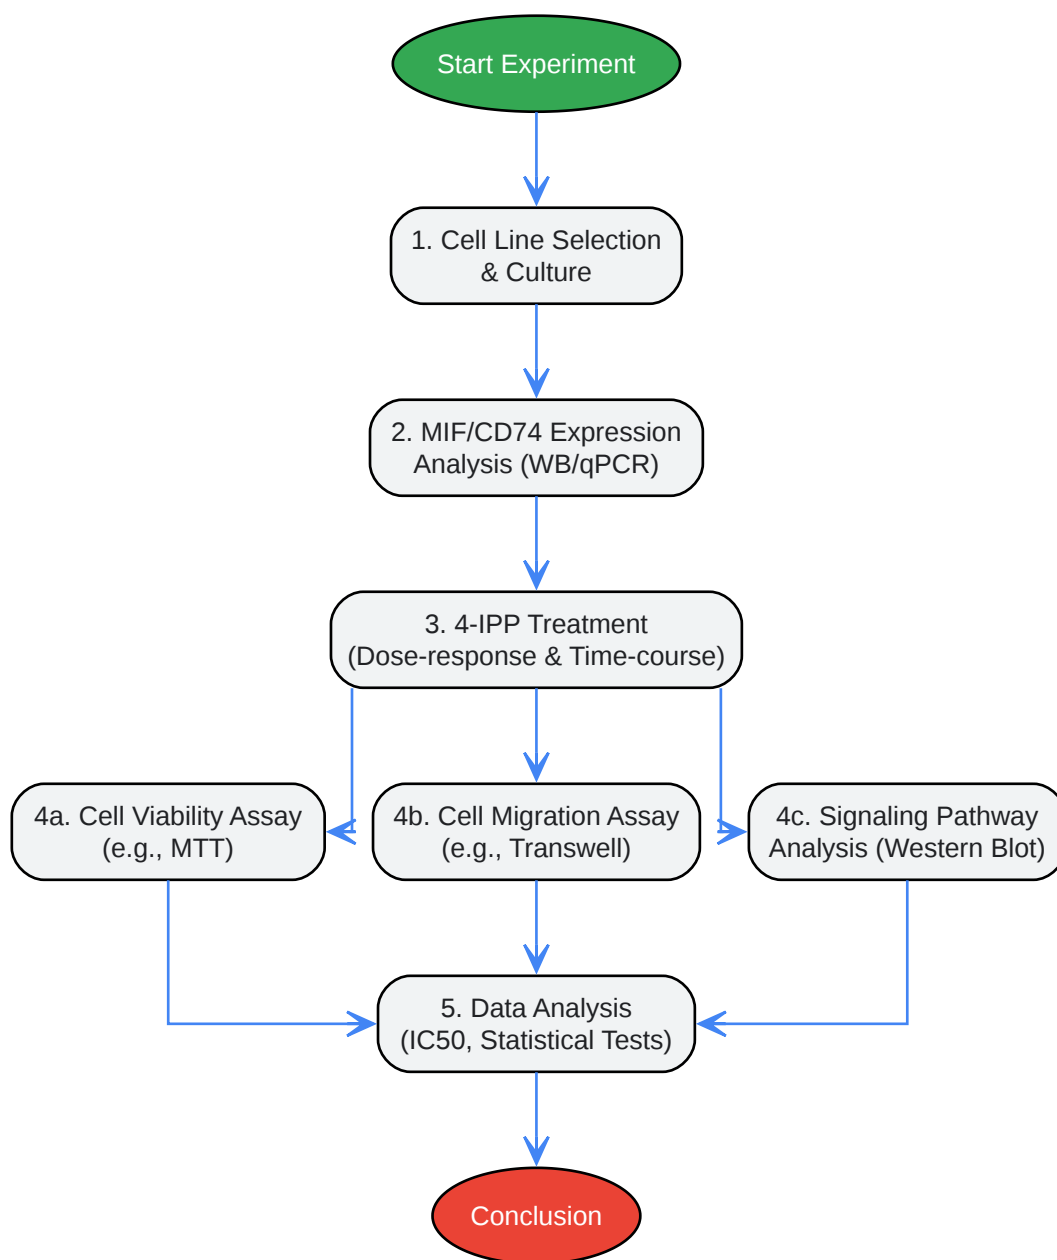 Start Experiment
1. Cell Line Selection
& Culture
2. MIF/CD74 Expression
Analysis (WB/qPCR)
3. 4-IPP Treatment
(Dose-response & Time-course)
4a. Cell Viability Assay
(e.g., MTT)
4b. Cell Migration Assay
(e.g., Transwell)
4c. Signaling Pathway
Analysis (Western Blot)
5. Data Analysis
(IC50, Statistical Tests)
Conclusion